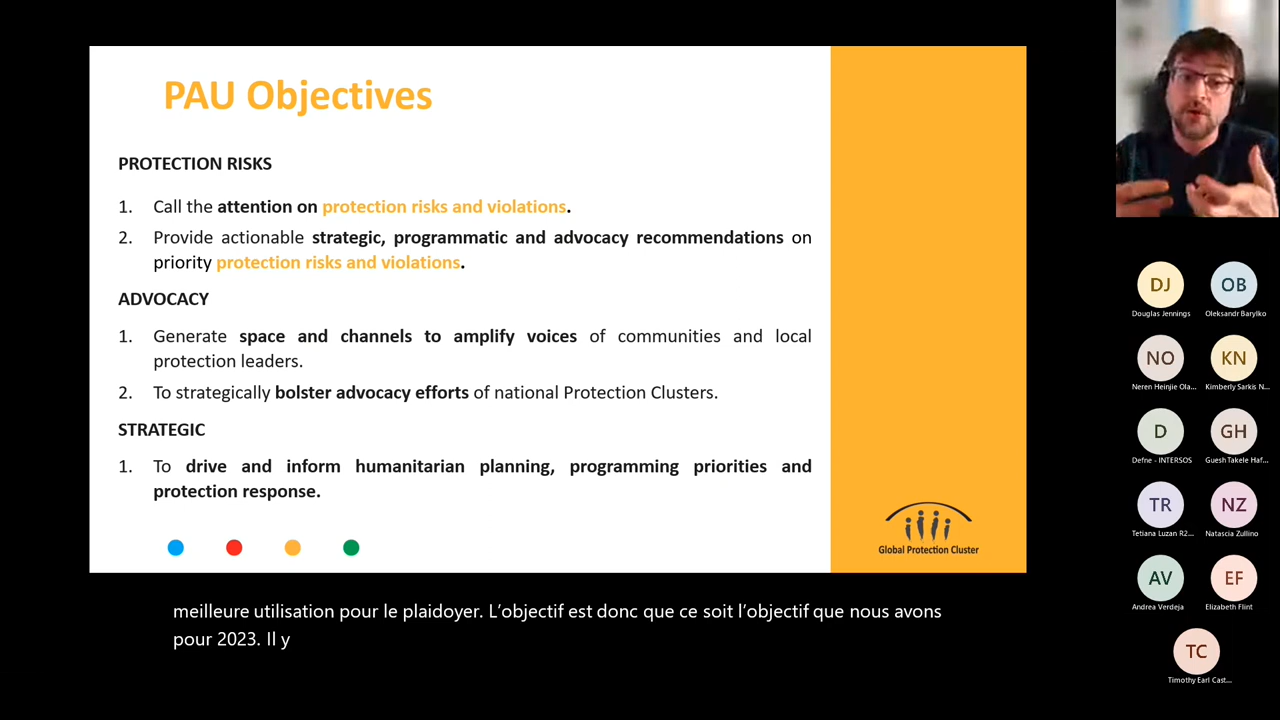 PAU Objectives
PROTECTION RISKS
1. Call the attention on protection risks and violations.
2. Provide actionable strategic, programmatic and advocacy recommendations on
priority protection risks and violations.
ADVOCACY
1. Generate space and channels to amplify voices of communities and local
protection leaders.
2. To strategically bolster advocacy efforts of national Protection Clusters.
STRATEGIC
1. To drive and inform humanitarian planning, programming priorities and
protection response.
Global Protection Cluster
meilleure utilisation pour le plaidoyer. L'objectif est donc que ce soit l'objectif que nous avons
pour 2023. Il y
DJ
Douglas Jennings
OB
Oleksandr Barylko
NO
Neren Heinjie Ola...
KN
Kimberly Sarkis N...
D
Defne - INTERSOS
GH
Guesh Takele Haf...
TR
Tetiana Luzan R2...
NZ
Natascia Zullino
AV
Andrea Verdeja
EF
Elizabeth Flint
TC
Timothy Earl Cast...